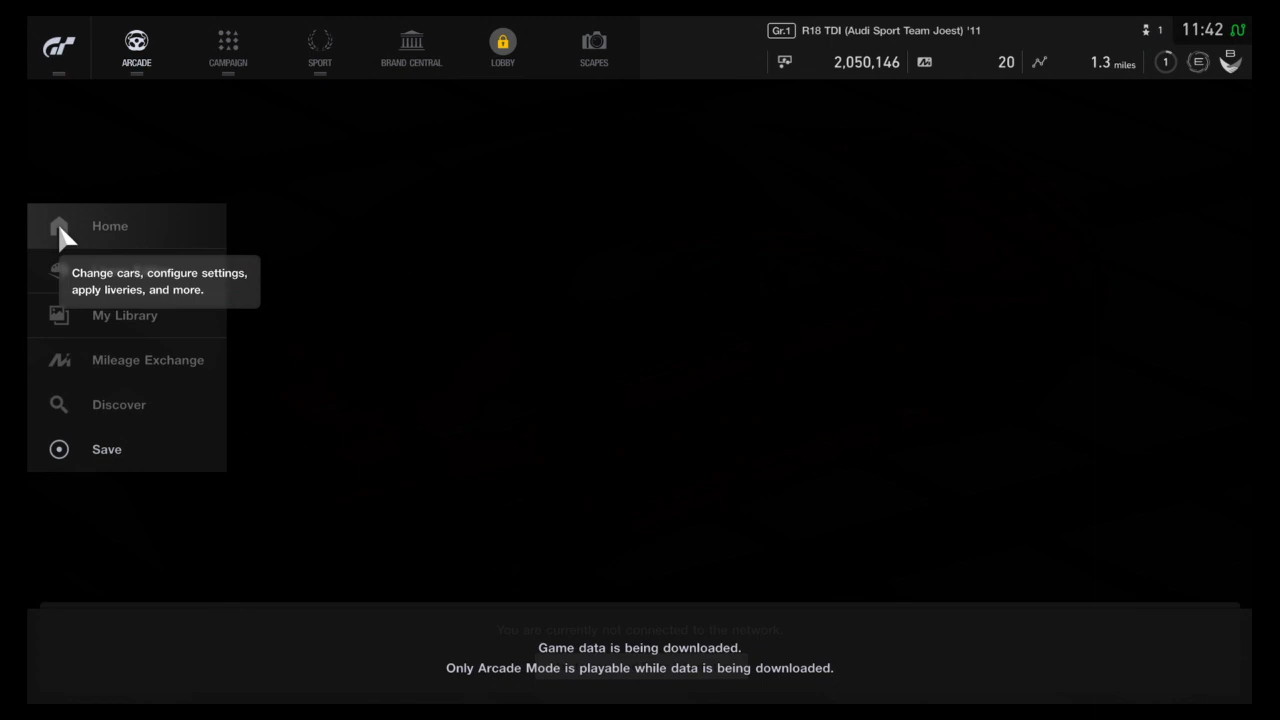 ARCADE
CAMPAIGN
SPORT
BRAND CENTRAL
LOBBY
SCAPES
Gr.1 R18 TDI (Audi Sport Team Joest) '11
1
11:42
2,050,146
20
1.3 miles
1
E
B
Home
Change cars, configure settings,
apply liveries, and more.
My Library
Mileage Exchange
Discover
Save
You are currently not connected to the network.
Game data is being downloaded.
Only Arcade Mode is playable while data is being downloaded.